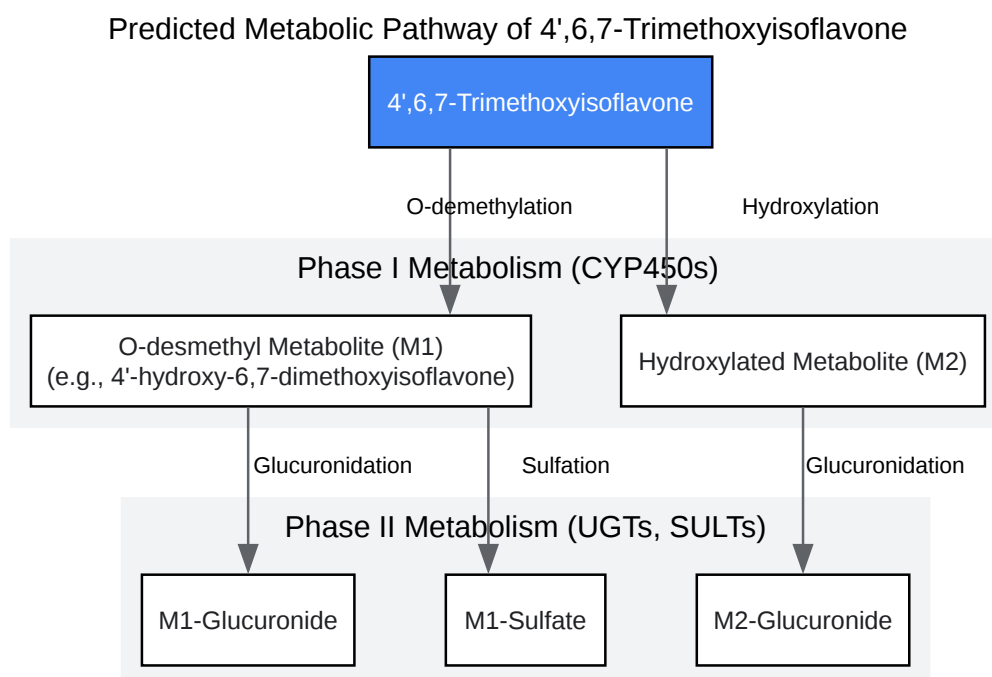 Predicted Metabolic Pathway of 4',6,7-Trimethoxyisoflavone
4',6,7-Trimethoxyisoflavone
O-demethylation
Hydroxylation
Phase I Metabolism (CYP450s)
O-desmethyl Metabolite (M1)
(e.g., 4'-hydroxy-6,7-dimethoxyisoflavone)
Hydroxylated Metabolite (M2)
Glucuronidation
Sulfation
Glucuronidation
Phase II Metabolism (UGTs, SULTs)
M1-Glucuronide
M1-Sulfate
M2-Glucuronide